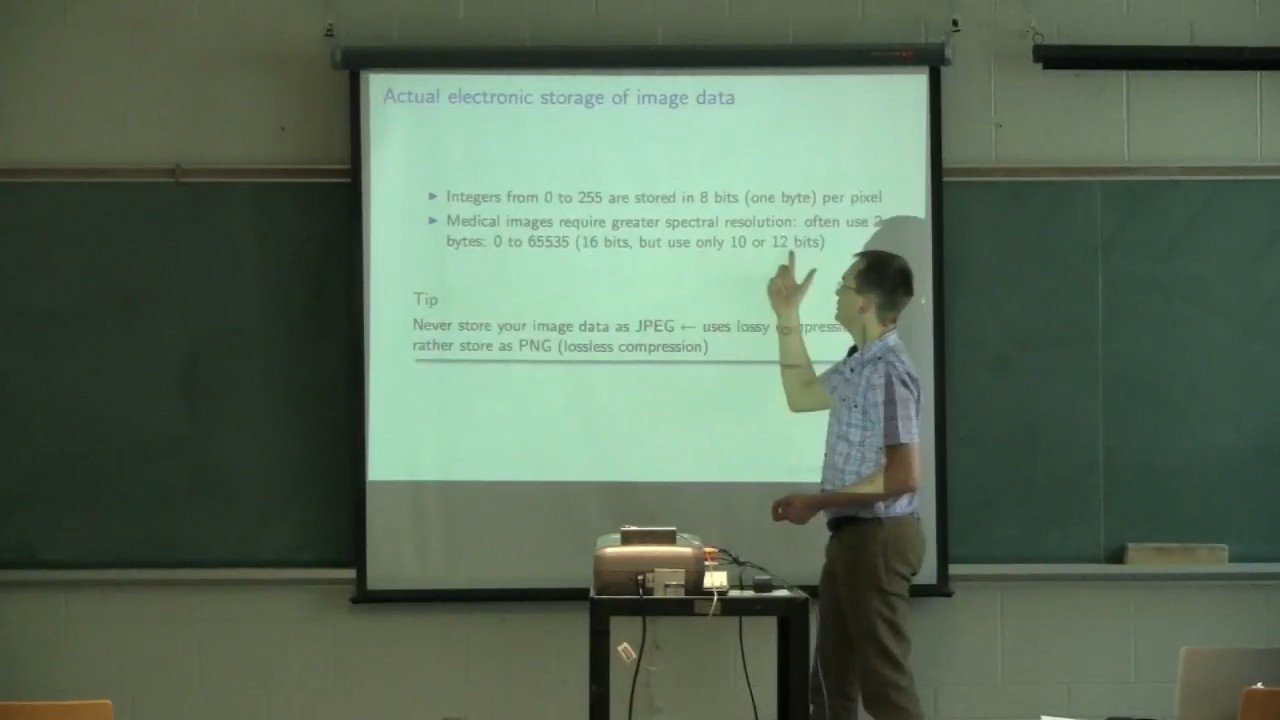 Actual electronic storage of image data
► Integers from 0 to 255 are stored in 8 bits (one byte) per pixel
► Medical images require greater spectral resolution: often use 2
bytes: 0 to 65535 (16 bits, but use only 10 or 12 bits)
Tip
Never store your image data as JPEG ← uses lossy
rather store as PNG (lossless compression)